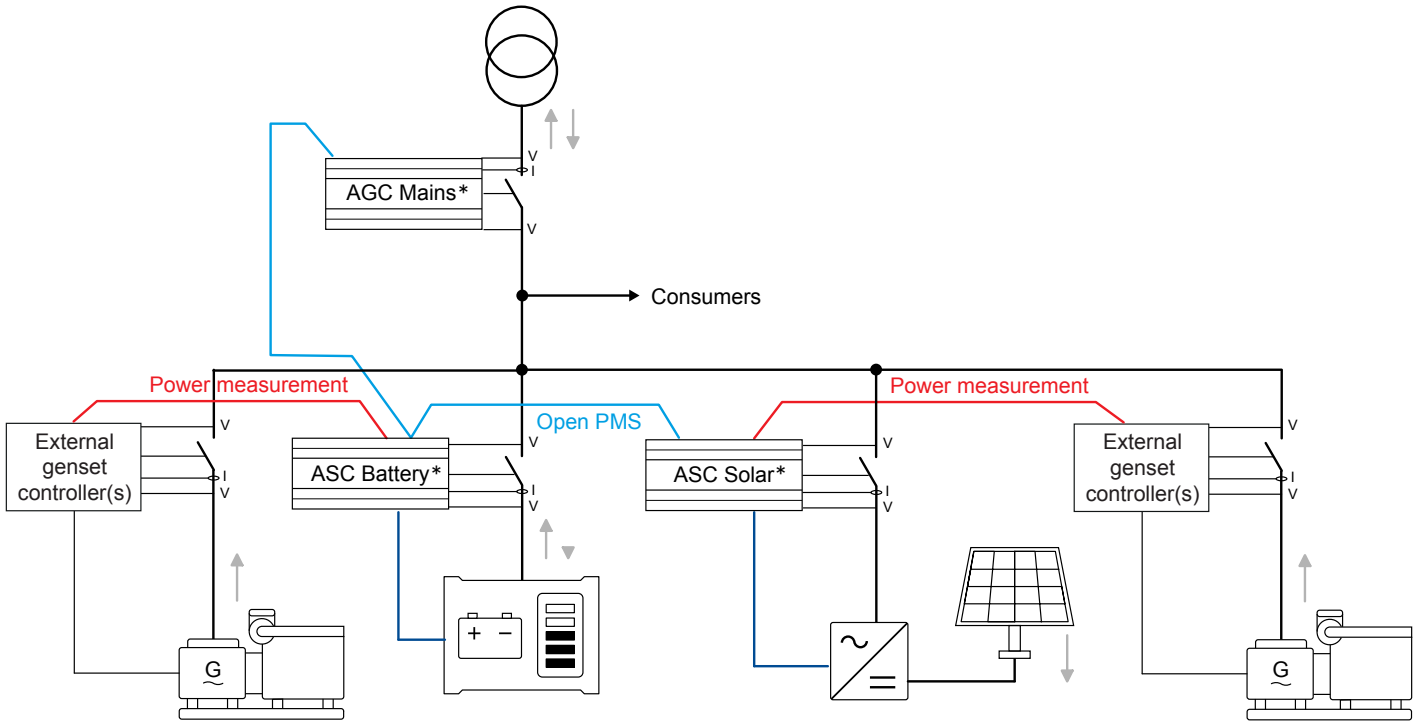 V
I
AGC Mains*
V
Consumers
Power measurement
Power measurement
Open PMS
V
External
genset
controller(s)
I
V
V
ASC Battery*
I
V
V
ASC Solar*
I
V
V
External
genset
controller(s)
I
V
+ −
G
~
~
G
~